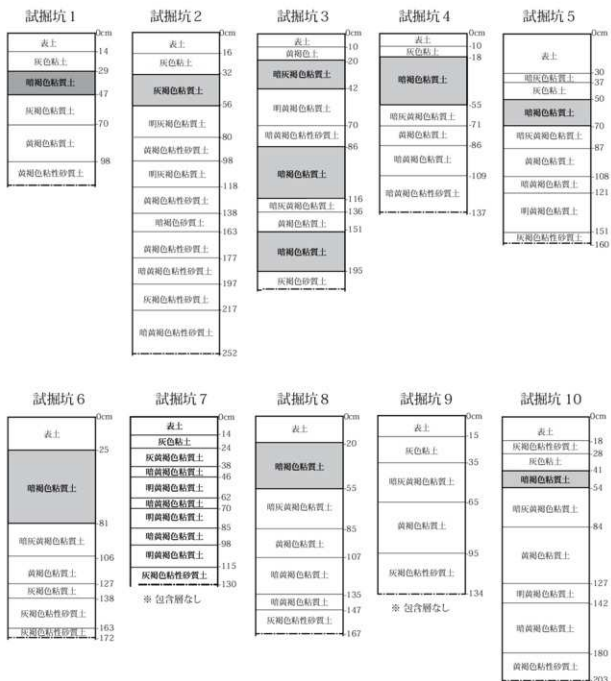 試掘坑1
0cm
表土
14
灰色粘土
29
暗褐色粘質土
47
灰褐色粘質土
70
黄褐色粘質土
98
黄褐色粘性砂質土
試掘坑2
0cm
表土
16
灰色粘土
32
灰褐色粘質土
56
明灰褐色粘質土
80
黄褐色粘性砂質土
98
明灰褐色粘質土
118
黄褐色粘性砂質土
138
暗褐色砂質土
163
黄褐色粘性砂質土
177
暗黄褐色粘性砂質土
197
灰褐色粘性砂質土
217
暗黄褐色粘性砂質土
252
試掘坑3
0cm
表土
10
黄褐色土
20
暗灰褐色粘質土
42
明黄褐色粘質土
70
暗黄褐色粘性砂質土
86
暗褐色粘質土
116
暗灰黄褐色粘質土
136
黄褐色粘質土
151
暗褐色粘質土
195
灰褐色粘質土
試掘坑4
0cm
表土
10
灰色粘土
18
暗褐色粘質土
55
暗灰黄褐色粘質土
71
黄褐色粘質土
86
暗黄褐色粘質土
109
暗黄褐色粘性砂質土
137
試掘坑5
0cm
表土
30
暗灰褐色粘質土
37
灰色粘土
50
暗褐色粘質土
70
暗灰黄褐色粘質土
87
黄褐色粘質土
108
暗黄褐色粘質土
121
明黄褐色粘質土
151
灰褐色粘性砂質土
160
試掘坑6
0cm
表土
25
暗褐色粘質土
81
暗灰黄褐色粘質土
106
黄褐色粘質土
127
灰褐色粘質土
138
灰褐色粘性砂質土
163
灰褐色粘性砂質土
172
試掘坑7
0cm
表土
14
灰色粘土
24
灰黄褐色粘質土
38
暗黄褐色粘質土
46
明黄褐色粘質土
62
暗黄褐色粘質土
70
明黄褐色粘質土
85
暗黄褐色粘質土
98
明黄褐色粘質土
115
灰褐色粘性砂質土
130
※ 包含層なし
試掘坑8
0cm
表土
20
暗褐色粘質土
55
暗灰黄褐色粘質土
85
黄褐色粘質土
107
暗黄褐色粘質土
135
暗黄褐色粘質土
147
灰褐色粘性砂質土
167
試掘坑9
0cm
表土
15
灰色粘土
35
暗灰黄褐色粘質土
65
黄褐色粘質土
95
灰褐色粘性砂質土
134
※ 包含層なし
試掘坑10
0cm
表土
18
灰褐色粘性砂質土
28
灰色粘土
41
暗褐色粘質土
54
暗灰褐色粘質土
84
黄褐色粘質土
127
明黄褐色粘質土
142
暗黄褐色粘質土
180
黄褐色粘性砂質土
203